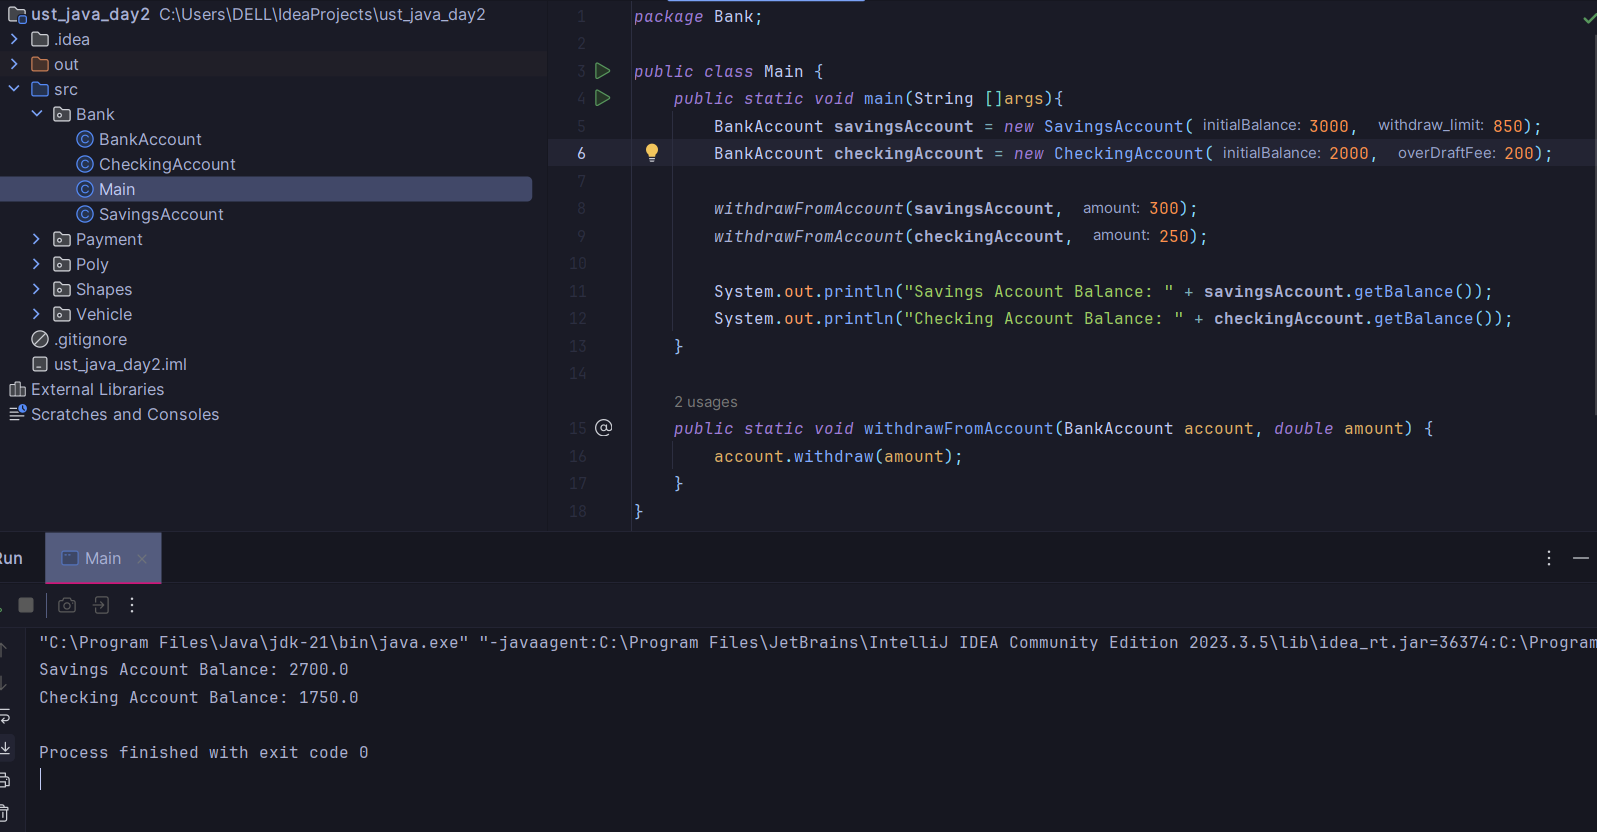 ust_java_day2 C:\Users\DELL\IdeaProjects\ust_java_day2
.idea
out
src
Bank
BankAccount
CheckingAccount
Main
SavingsAccount
Payment
Poly
Shapes
Vehicle
.gitignore
ust_java_day2.iml
External Libraries
Scratches and Consoles
1 package Bank;
2
3 public class Main {
4 public static void main(String []args){
5 BankAccount savingsAccount = new SavingsAccount( initialBalance: 3000, withdraw_limit: 850);
6 BankAccount checkingAccount = new CheckingAccount( initialBalance: 2000, overDraftFee: 200);
7
8 withdrawFromAccount(savingsAccount, amount: 300);
9 withdrawFromAccount(checkingAccount, amount: 250);
10
11 System.out.println("Savings Account Balance: " + savingsAccount.getBalance());
12 System.out.println("Checking Account Balance: " + checkingAccount.getBalance());
13 }
14
2 usages
15 @ public static void withdrawFromAccount(BankAccount account, double amount) {
16 account.withdraw(amount);
17 }
18 }
Run Main
"C:\Program Files\Java\jdk-21\bin\java.exe" "-javaagent:C:\Program Files\JetBrains\IntelliJ IDEA Community Edition 2023.3.5\lib\idea_rt.jar=36374:C:\Program
Savings Account Balance: 2700.0
Checking Account Balance: 1750.0
Process finished with exit code 0